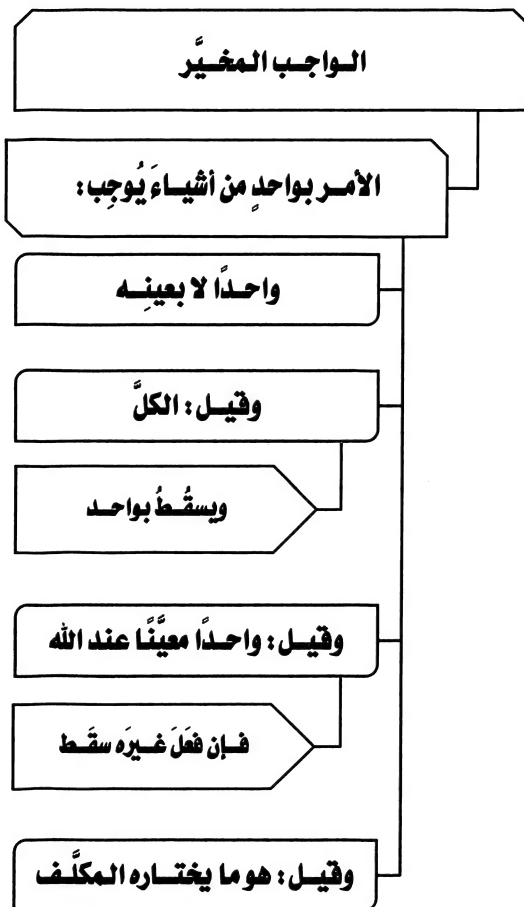 الواجب المخيَّر
الأمر بواحدٍ من أشياءَ يُوجِب:
واحدًا لا بعينِه
وقيل: الكلَّ
ويسقُطُ بواحد
وقيل: واحدًا معيَّنًا عند الله
فإن فعَلَ غيرَه سقَط
وقيل: هو ما يختاره المكلَّف